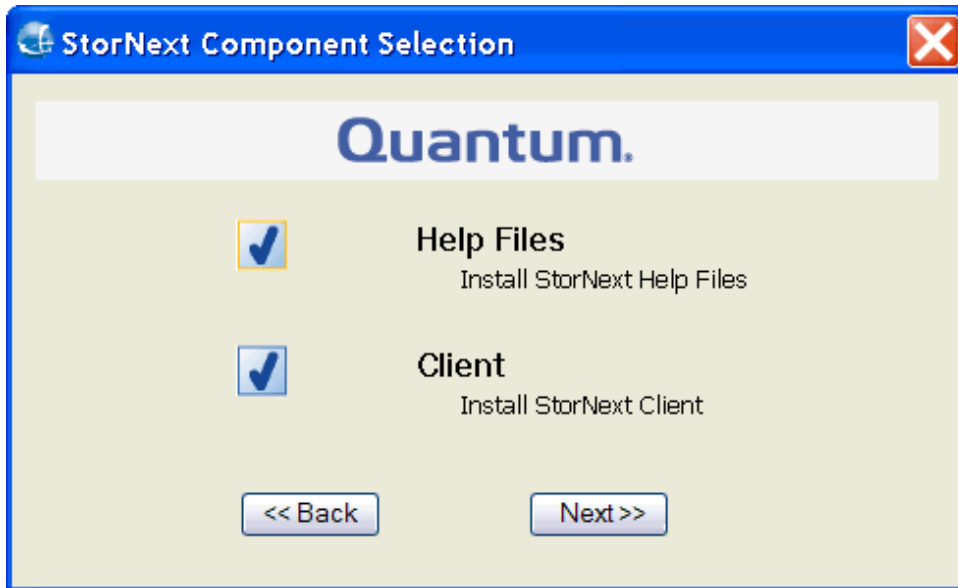 StorNext Component Selection
Quantum.
Help Files
Install StorNext Help Files
Client
Install StorNext Client
<< Back
Next >>